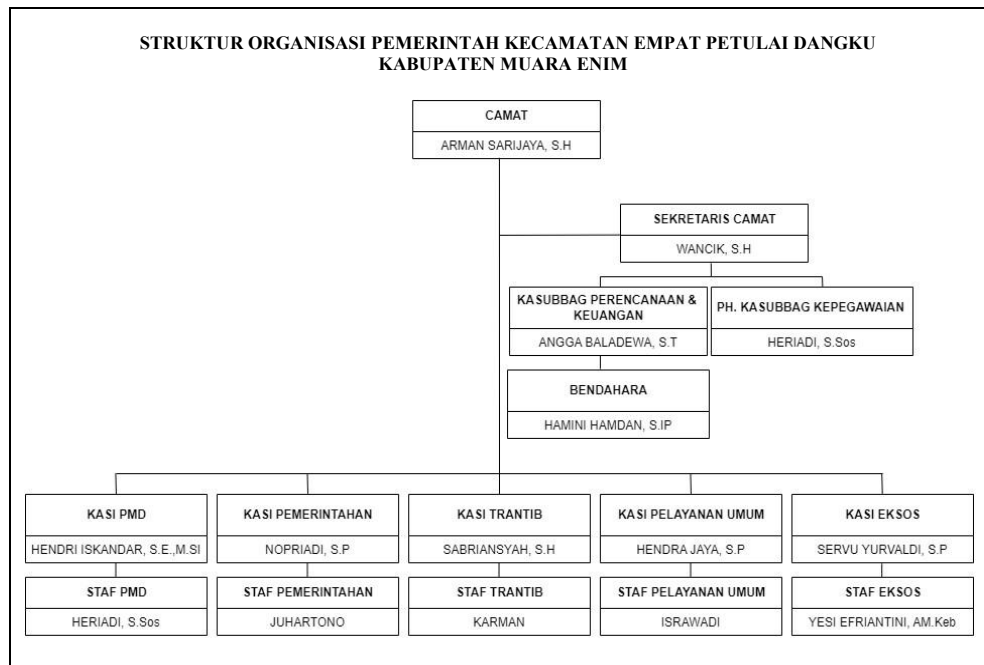 STRUKTUR ORGANISASI PEMERINTAH KECAMATAN EMPAT PETULAI DANGKU
KABUPATEN MUARA ENIM
CAMAT
ARMAN SARIJAYA, S.H
SEKRETARIS CAMAT
WANCIK, S.H
KASUBBAG PERENCANAAN &
KEUANGAN
ANGGA BALADEWA, S.T
PH. KASUBBAG KEPEGAWAIAN
HERIADI, S.Sos
BENDAHARA
HAMINI HAMDAN, S.IP
KASI PMD
HENDRI ISKANDAR, S.E.,M.SI
KASI PEMERINTAHAN
NOPRIADI, S.P
KASI TRANTIB
SABRIANSYAH, S.H
KASI PELAYANAN UMUM
HENDRA JAYA, S.P
KASI EKSOS
SERVU YURVALDI, S.P
STAF PMD
HERIADI, S.Sos
STAF PEMERINTAHAN
JUHARTONO
STAF TRANTIB
KARMAN
STAF PELAYANAN UMUM
ISRAWADI
STAF EKSOS
YESI EFRIANTINI, AM.Keb